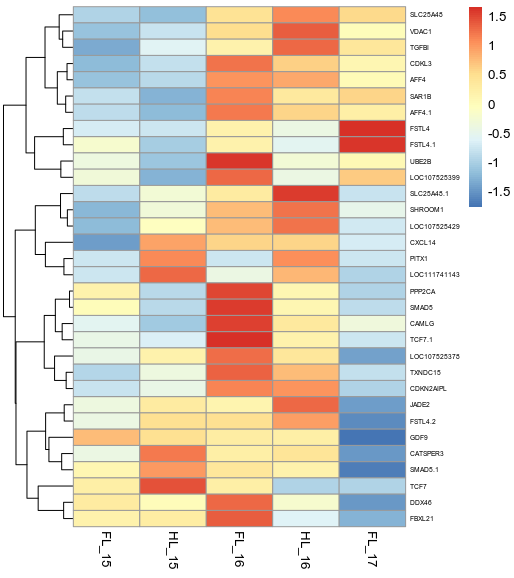 SLC25A48
VDAC1
TGFBI
CDKL3
AFF4
SAR1B
AFF4.1
FSTL4
FSTL4.1
UBE2B
LOC107525399
SLC25A48.1
SHROOM1
LOC107525429
CXCL14
PITX1
LOC111741143
PPP2CA
SMAD5
CAMLG
TCF7.1
LOC107525378
TXNDC15
CDKN2AIPL
JADE2
FSTL4.2
GDF9
CATSPER3
SMAD5.1
TCF7
DDX46
FBXL21
FL_15
HL_15
FL_16
HL_16
FL_17
1.5
1
0.5
0
-0.5
-1
-1.5